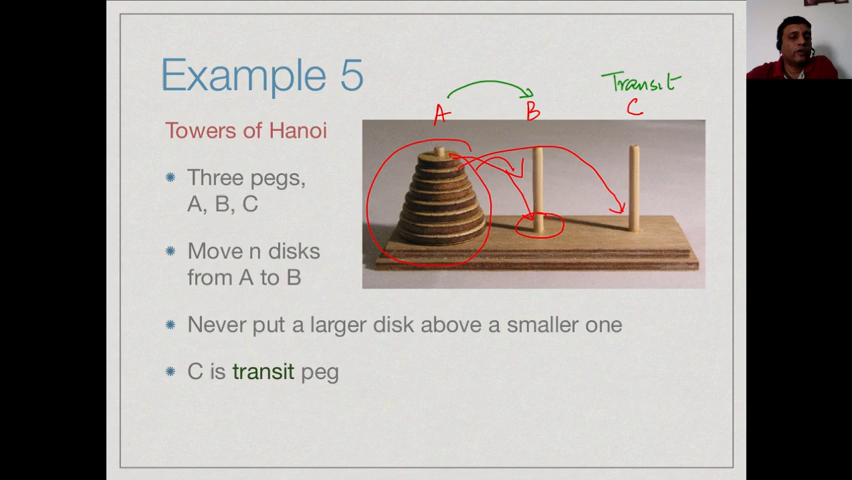 Example 5
Transit
A B C
Towers of Hanoi
Three pegs,
A, B, C
Move n disks
from A to B
Never put a larger disk above a smaller one
C is transit peg